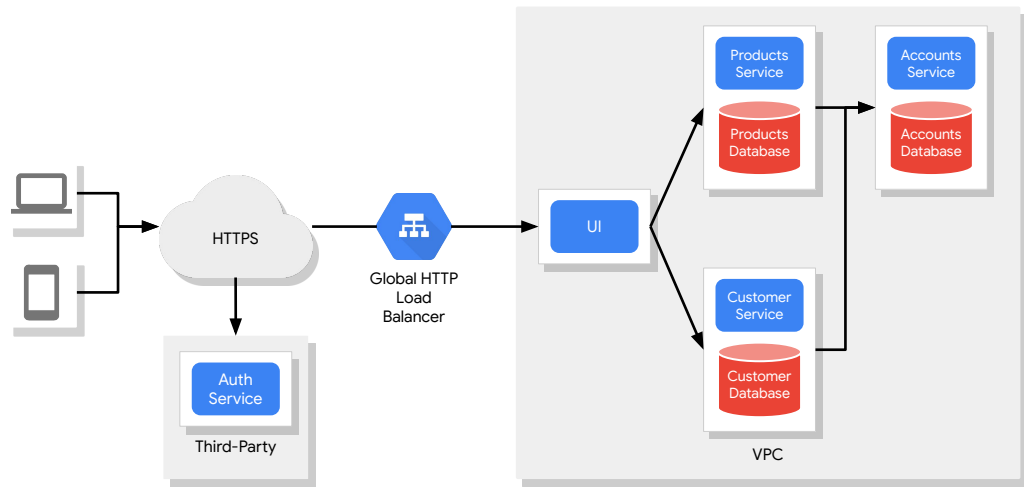 HTTPS
Global HTTP
Load
Balancer
Auth
Service
Third-Party
UI
Products
Service
Products
Database
Accounts
Service
Accounts
Database
Customer
Service
Customer
Database
VPC